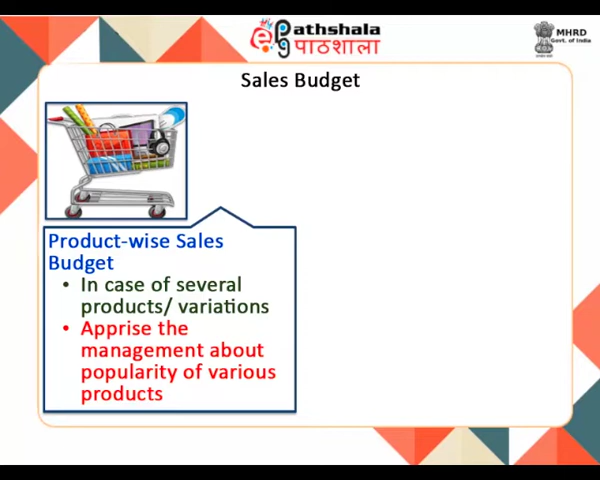 ePathshala
पाठशाला
MHRD
Govt. of India
Sales Budget
Product-wise Sales
Budget
• In case of several
products/ variations
• Apprise the
management about
popularity of various
products